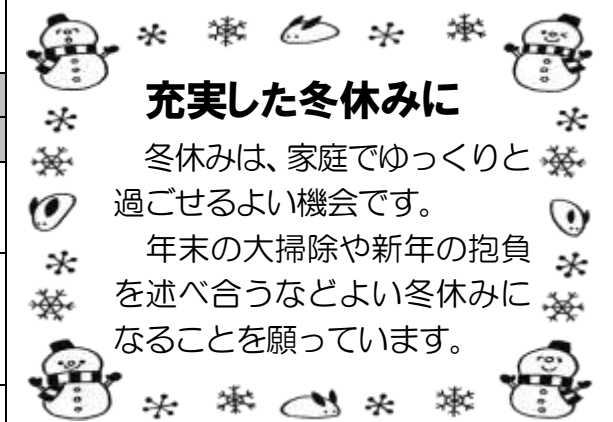 充実した冬休みに
　冬休みは、家庭でゆっくりと
過ごせるよい機会です。
　年末の大掃除や新年の抱負
を述べ合うなどよい冬休みに
なることを願っています。